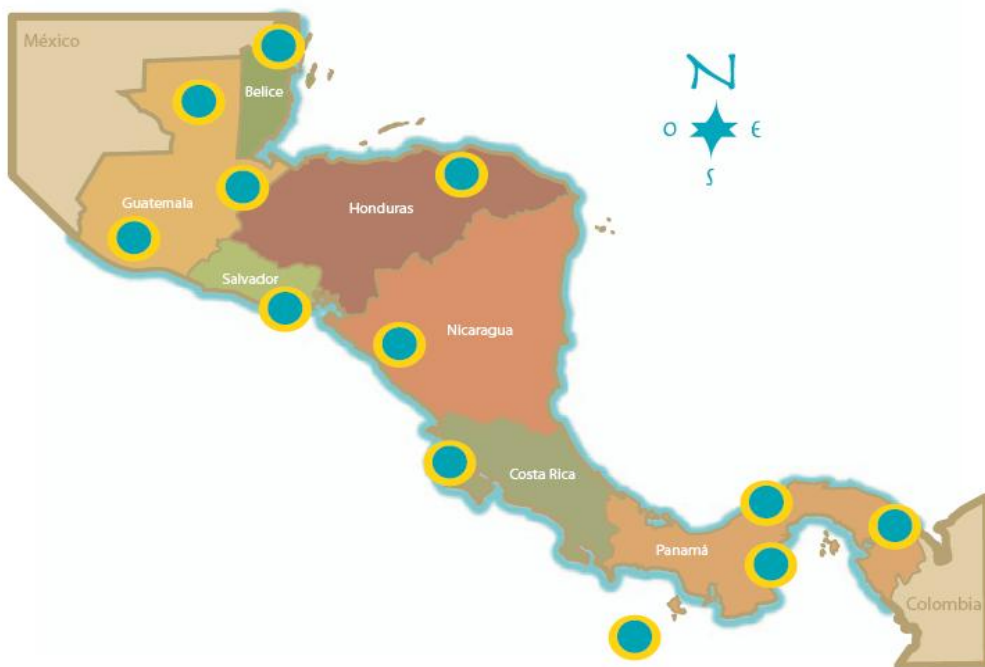 México
Belice
N
O
E
S
Guatemala
Honduras
Salvador
Nicaragua
Costa Rica
Panamá
Colombia